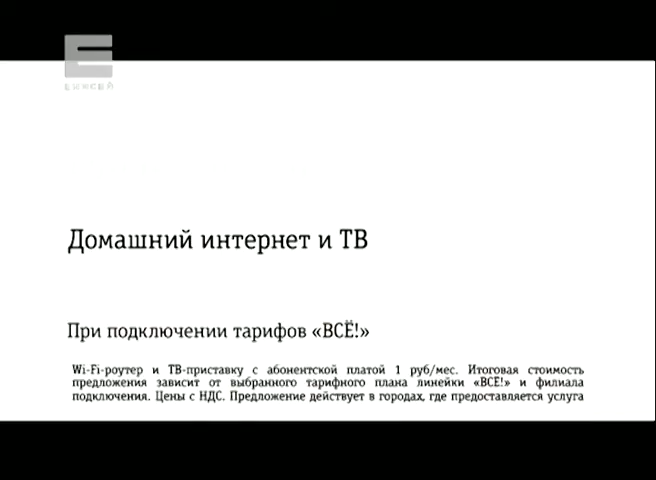 ЕНИСЕЙ
Домашний интернет и ТВ
При подключении тарифов «ВСЁ!»
Wi-Fi-роутер и ТВ-приставку с абонентской платой 1 руб/мес. Итоговая стоимость
предложения зависит от выбранного тарифного плана линейки «ВСЁ!» и филиала
подключения. Цены с НДС. Предложение действует в городах, где предоставляется услуга